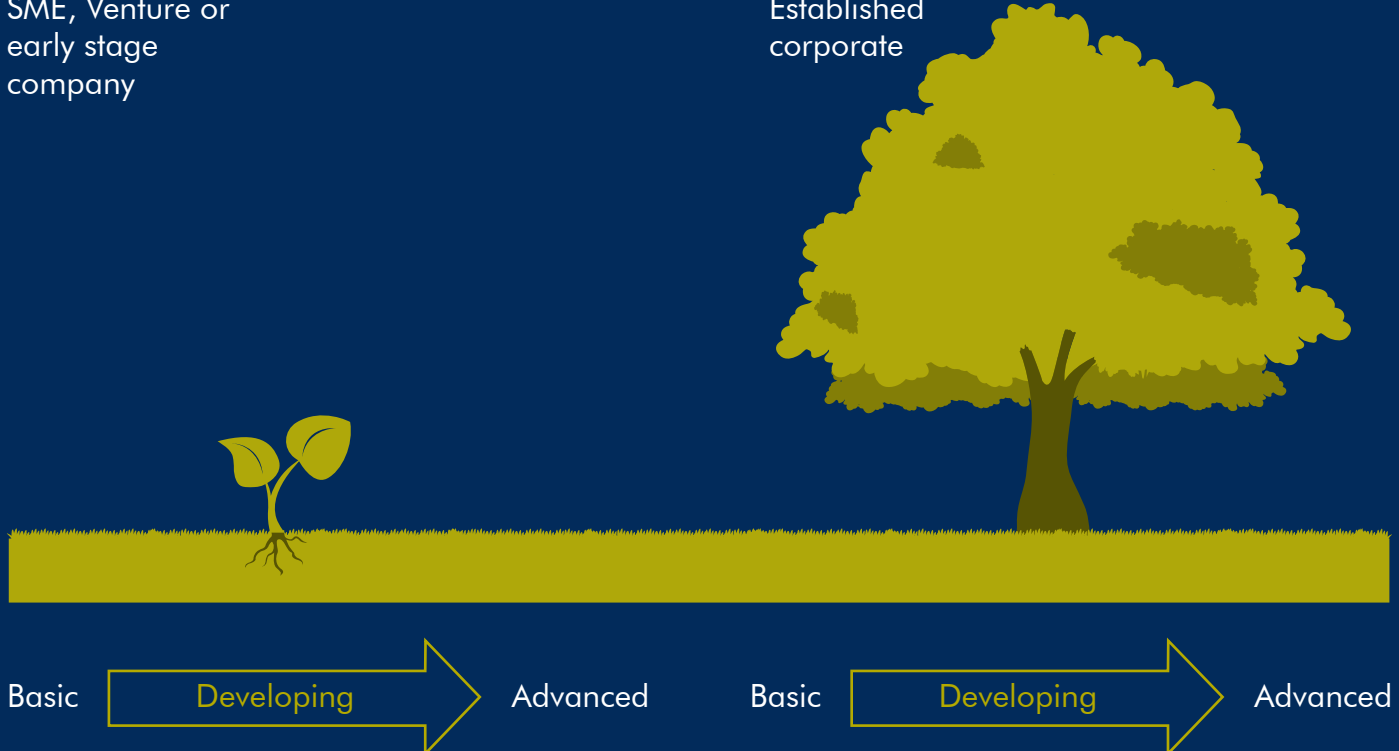 SME, Venture or
early stage
company
Established
corporate
Basic
Developing
Advanced
Basic
Developing
Advanced